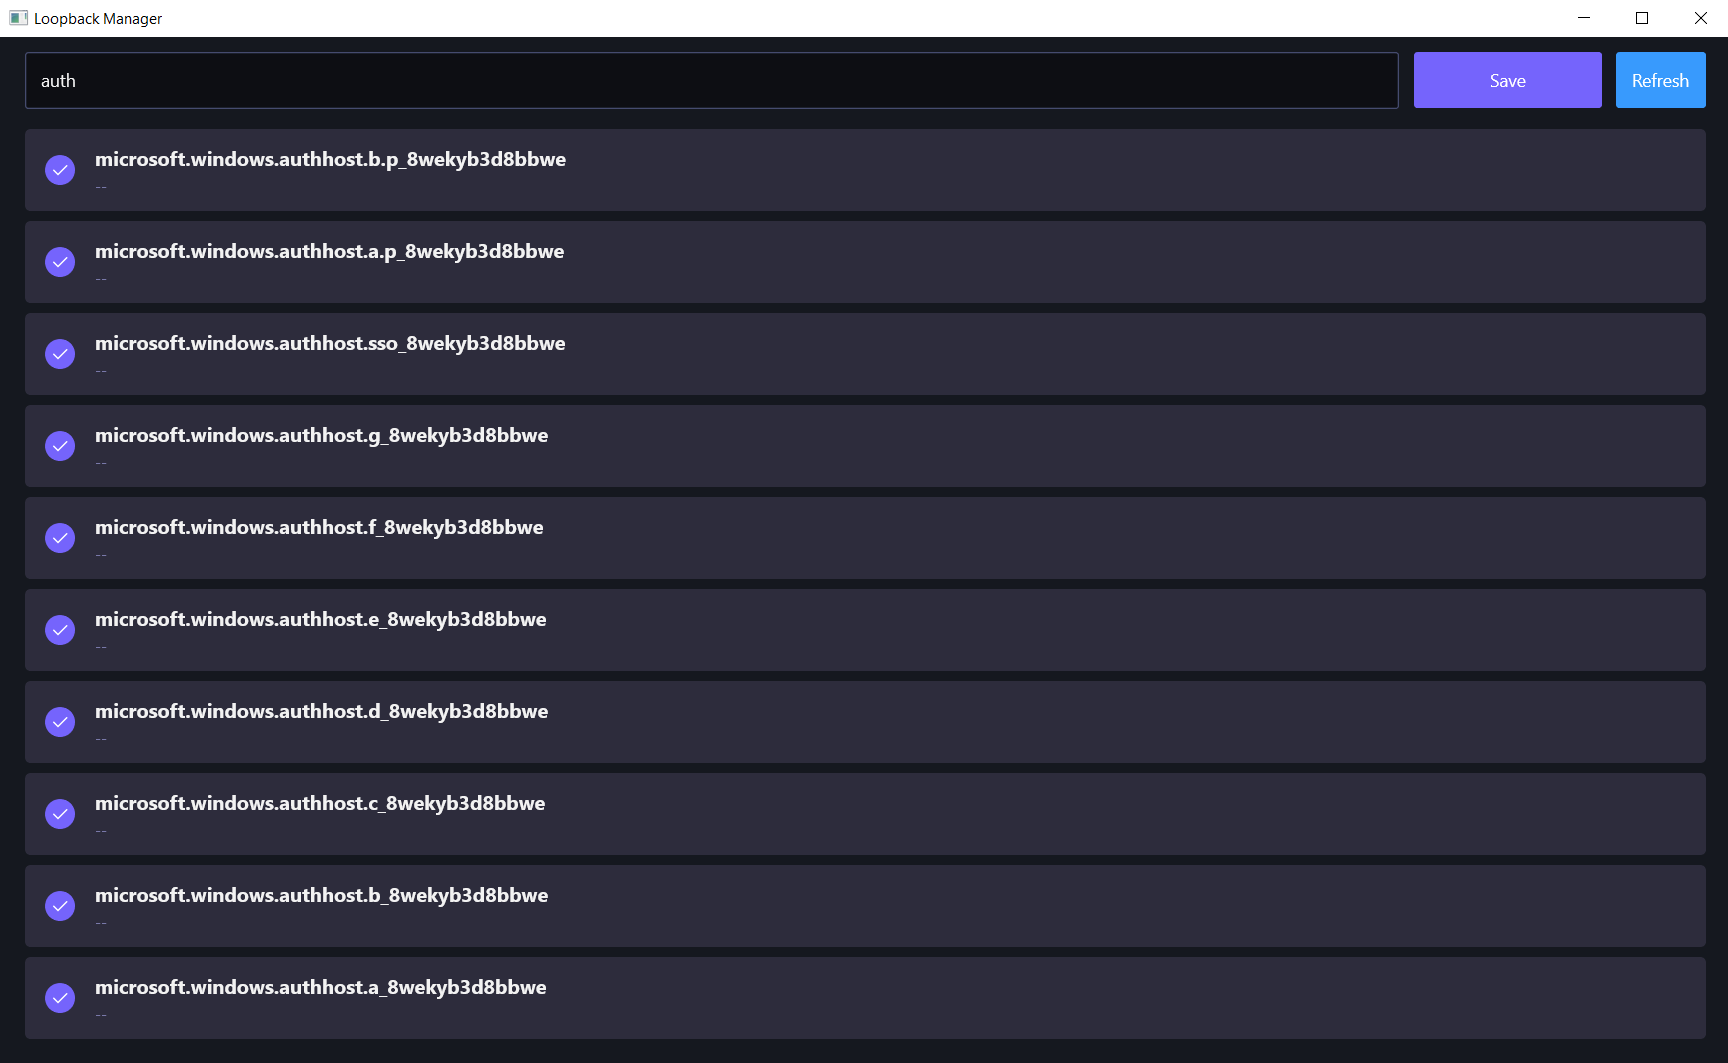 Loopback Manager
auth
Save
Refresh
microsoft.windows.authhost.b.p_8wekyb3d8bbwe
--
microsoft.windows.authhost.a.p_8wekyb3d8bbwe
--
microsoft.windows.authhost.sso_8wekyb3d8bbwe
--
microsoft.windows.authhost.g_8wekyb3d8bbwe
--
microsoft.windows.authhost.f_8wekyb3d8bbwe
--
microsoft.windows.authhost.e_8wekyb3d8bbwe
--
microsoft.windows.authhost.d_8wekyb3d8bbwe
--
microsoft.windows.authhost.c_8wekyb3d8bbwe
--
microsoft.windows.authhost.b_8wekyb3d8bbwe
--
microsoft.windows.authhost.a_8wekyb3d8bbwe
--